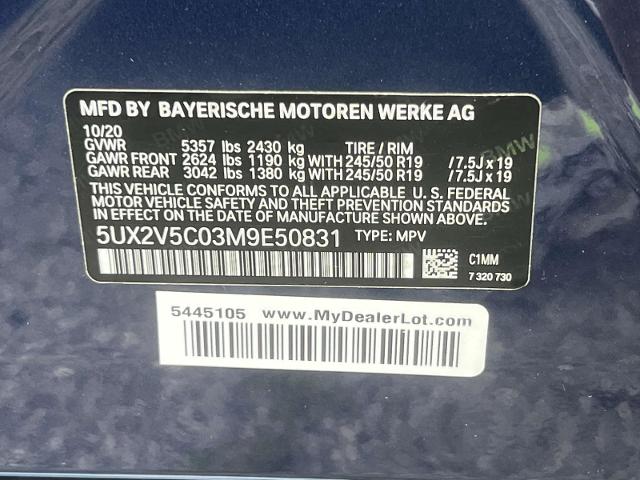 MFD BY BAYERISCHE MOTOREN WERKE AG
10/20
GVWR 5357 lbs 2430 kg TIRE / RIM
GAWR FRONT 2624 lbs 1190 kg WITH 245/50 R19 / 7.5J x 19
GAWR REAR 3042 lbs 1380 kg WITH 245/50 R19 / 7.5J x 19
THIS VEHICLE CONFORMS TO ALL APPLICABLE U. S. FEDERAL
MOTOR VEHICLE SAFETY AND THEFT PREVENTION STANDARDS
IN EFFECT ON THE DATE OF MANUFACTURE SHOWN ABOVE.
5UX2V5C03M9E50831 TYPE: MPV
C1MM
7 320 730
5445105 www.MyDealerLot.com